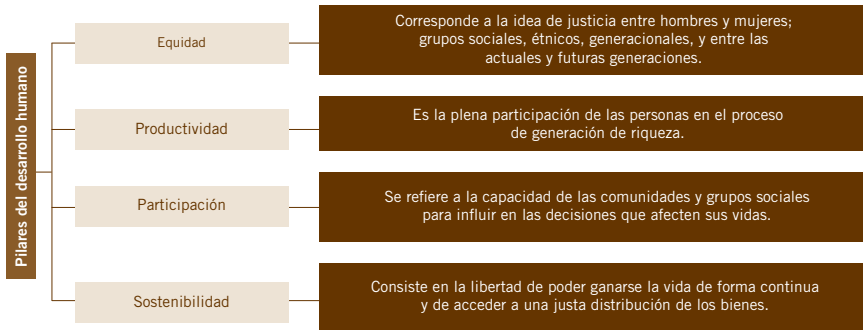 Pilares del desarrollo humano
Equidad
Corresponde a la idea de justicia entre hombres y mujeres;
grupos sociales, étnicos, generacionales, y entre las
actuales y futuras generaciones.
Productividad
Es la plena participación de las personas en el proceso
de generación de riqueza.
Participación
Se refiere a la capacidad de las comunidades y grupos sociales
para influir en las decisiones que afecten sus vidas.
Sostenibilidad
Consiste en la libertad de poder ganarse la vida de forma continua
y de acceder a una justa distribución de los bienes.